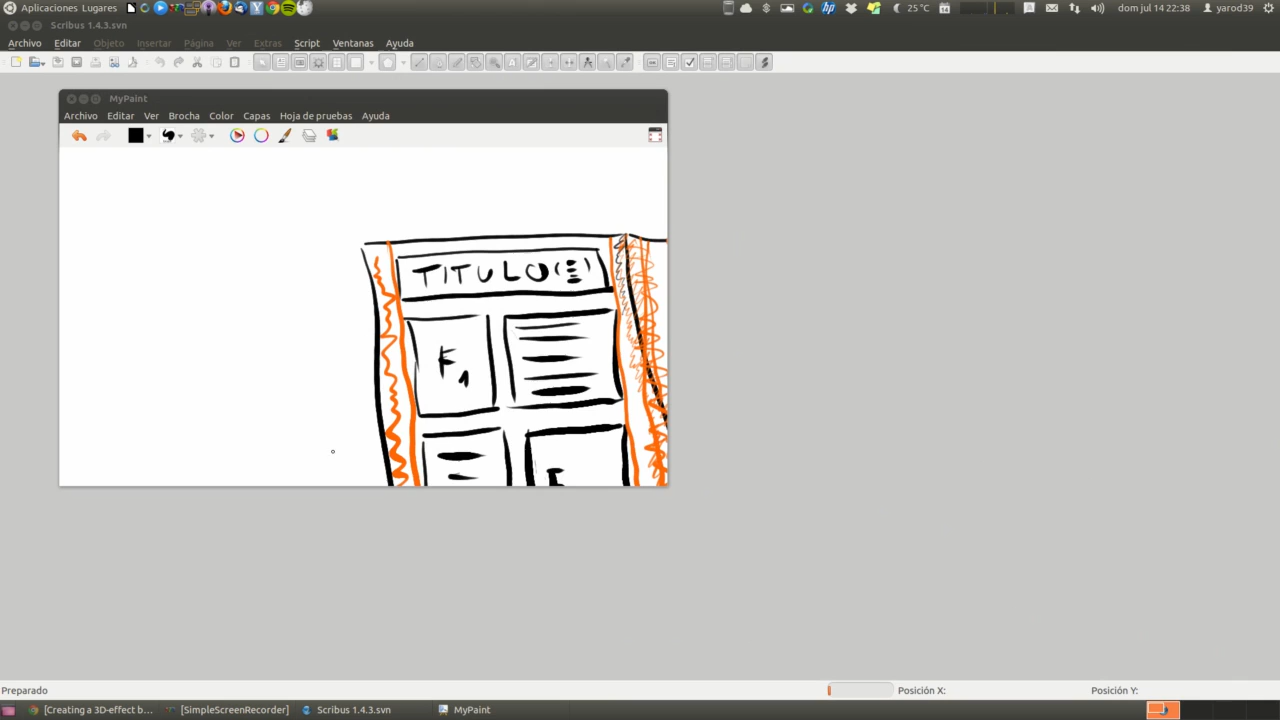 Aplicaciones Lugares 25 °C dom jul 14 22:38 yarod39
Scribus 1.4.3.svn
Archivo Editar Objeto Insertar Página Ver Extras Script Ventanas Ayuda
MyPaint
Archivo Editar Ver Brocha Color Capas Hoja de pruebas Ayuda
TITULO
F1
F
Preparado Posición X: Posición Y:
[Creating a 3D-effect b... [SimpleScreenRecorder] Scribus 1.4.3.svn MyPaint